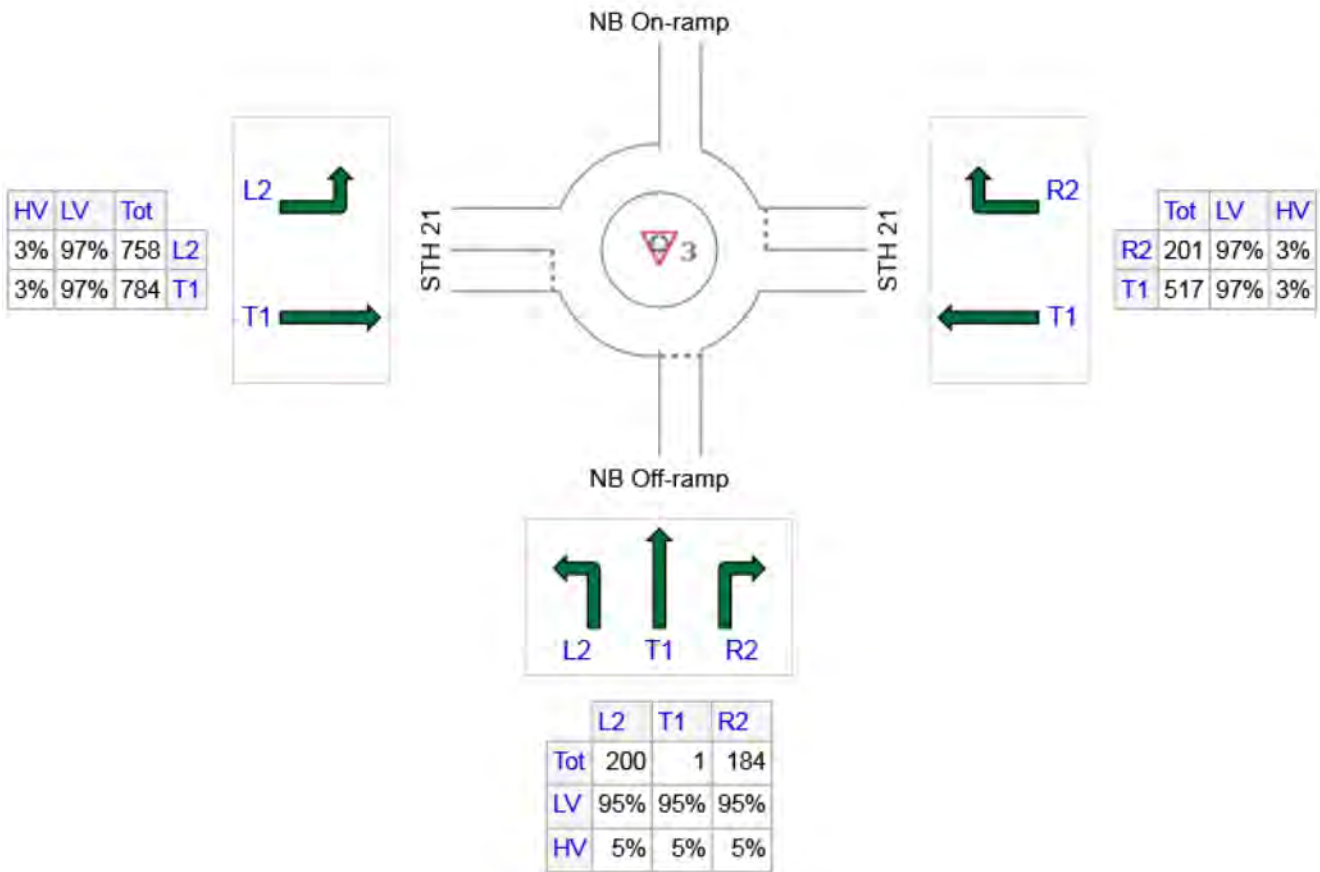 NB On-ramp
L2
T1
HV LV Tot
3% 97% 758 L2
3% 97% 784 T1
STH 21
3
STH 21
R2
T1
Tot LV HV
R2 201 97% 3%
T1 517 97% 3%
NB Off-ramp
L2 T1 R2
L2 T1 R2
Tot 200 1 184
LV 95% 95% 95%
HV 5% 5% 5%